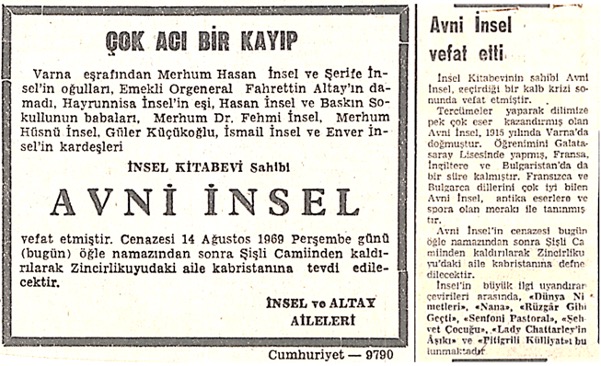 ÇOK ACI BİR KAYIP
Varna eşrafından Merhum Hasan İnsel ve Şerife İn-
sel'in oğulları, Emekli Orgeneral Fahrettin Altay'ın da-
madı, Hayrunnisa İnsel'in eşi, Hasan İnsel ve Baskın So-
kullunun babaları, Merhum Dr. Fehmi İnsel, Merhum
Hüsnü İnsel, Güler Küçükoğlu, İsmail İnsel ve Enver İn-
sel'in kardeşleri
İNSEL KİTABEVİ Sahibi
AVNİ İNSEL
vefat etmiştir. Cenazesi 14 Ağustos 1969 Perşembe günü
(bugün) öğle namazından sonra Şişli Camiinden kaldı-
rılarak Zincirlikuyudaki aile kabristanına tevdi edile-
cektir.
İNSEL ve ALTAY
AİLELERİ
Cumhuriyet — 9790
Avni İnsel
vefat etti
İnsel Kitabevinin sahibi Avni
İnsel, geçirdiği bir kalb krizi so-
nunda vefat etmiştir.
Tercümeler yaparak dilimize
pek çok eser kazandırmış olan
Avni İnsel, 1915 yılında Varna'da
doğmuştur. Öğrenimini Galata-
saray Lisesinde yapmış, Fransa,
İngiltere ve Bulgaristan'da da
bir süre kalmıştır. Fransızca ve
Bulgarca dillerini çok iyi bilen
Avni İnsel, antika eserlere ve
spora olan merakı ile tanınmış-
tır.
Avni İnsel'in cenazesi bugün
öğle namazından sonra Şişli Ca
miinden kaldırılarak Zincirliku
yu'daki aile kabristanına defne
dilecektir.
İnsel'in büyük ilgi uyandırar
çevirileri arasında, «Dünya Ni
metleri», «Nana», «Rüzgâr Gibi
Geçti», «Senfoni Pastoral», «Şeh
vet Çocuğu», «Lady Chattarley'in
Âşıkı» ve «Pitigrili Külliyatı» bu
lunmaktadır